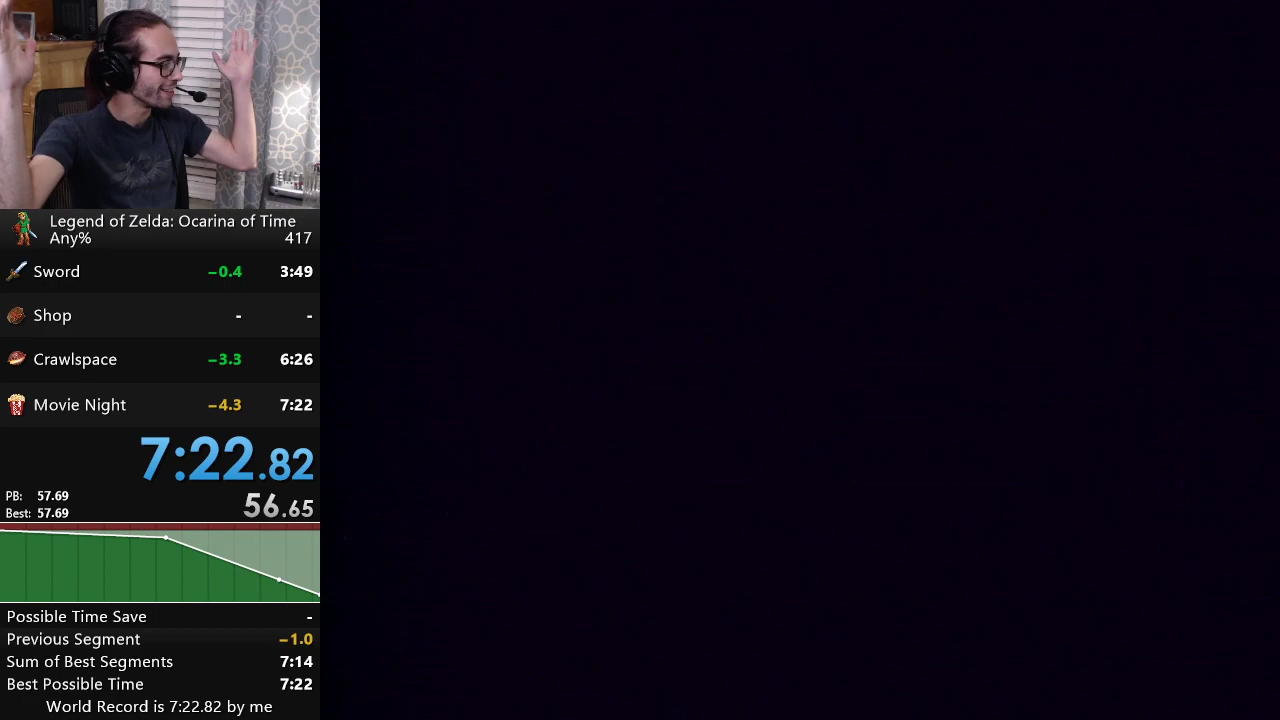 Legend of Zelda: Ocarina of Time
Any% 417
Sword −0.4 3:49
Shop - -
Crawlspace −3.3 6:26
Movie Night −4.3 7:22
7:22.82
PB: 57.69
Best: 57.69
56.65
Possible Time Save -
Previous Segment −1.0
Sum of Best Segments 7:14
Best Possible Time 7:22
World Record is 7:22.82 by me